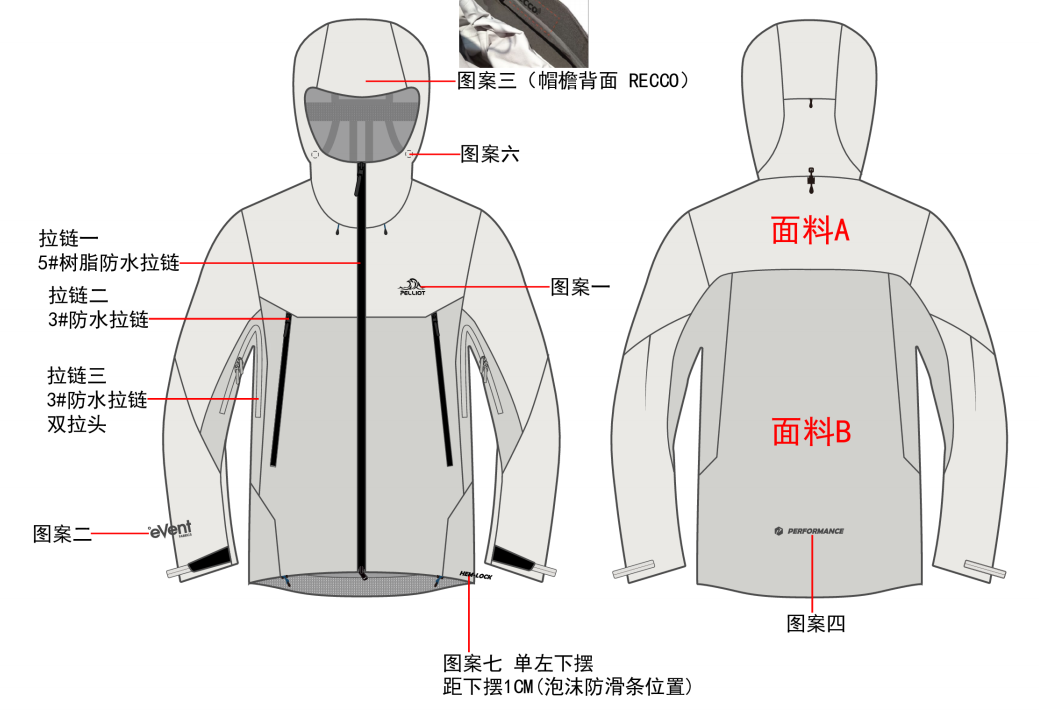 RECCO
图案三（帽檐背面 RECCO）
图案六
拉链一
5#树脂防水拉链
拉链二
3#防水拉链
PELLIOT
图案一
拉链三
3#防水拉链
双拉头
图案二
eVent
FABRICS
HEM-LOCK
图案七 单左下摆
距下摆1CM(泡沫防滑条位置)
面料A
面料B
PERFORMANCE
图案四